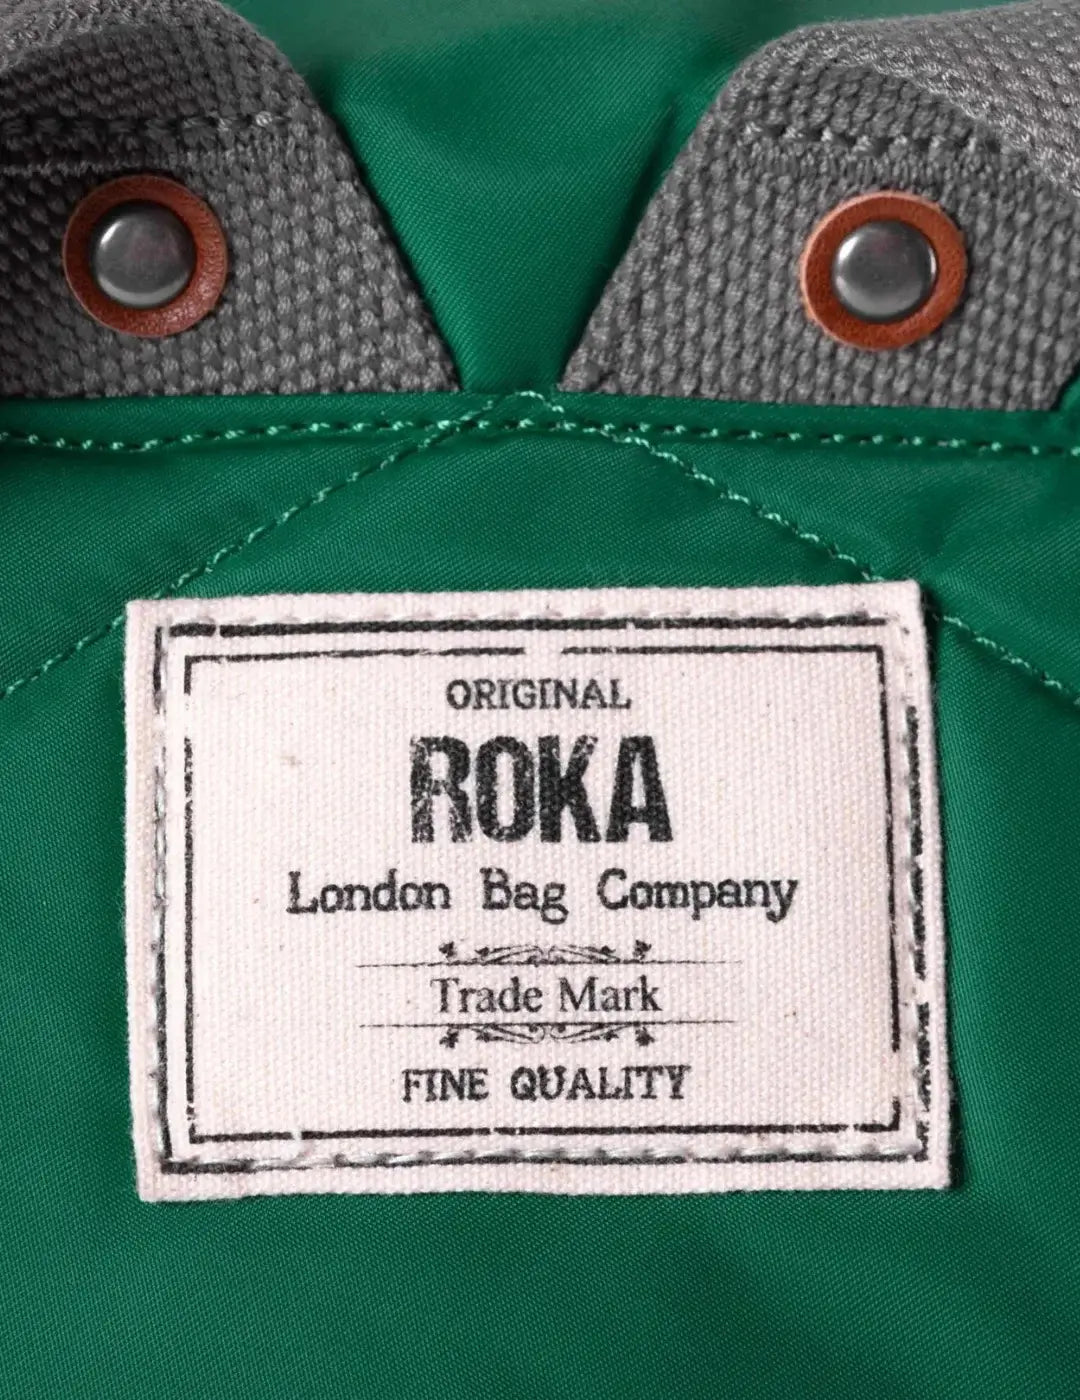 ORIGINAL
ROKA
London Bag Company
Trade Mark
FINE QUALITY